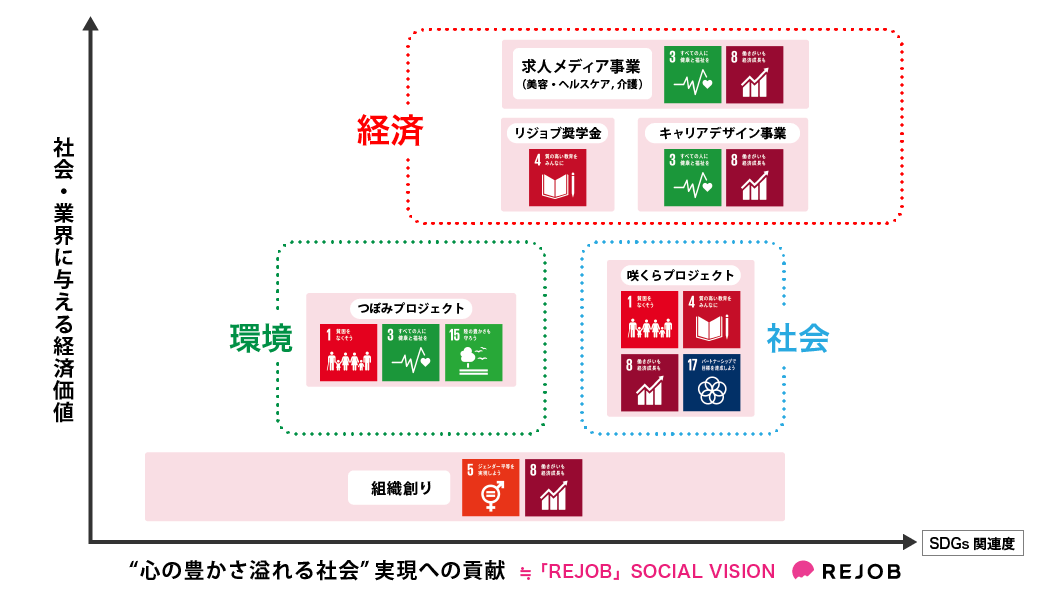 社会・業界に与える経済価値
経済
求人メディア事業
（美容・ヘルスケア, 介護）
3 すべての人に
健康と福祉を
8 働きがいも
経済成長も
リジョブ奨学金
4 質の高い教育を
みんなに
キャリアデザイン事業
3 すべての人に
健康と福祉を
8 働きがいも
経済成長も
環境
つぼみプロジェクト
1 貧困を
なくそう
3 すべての人に
健康と福祉を
15 陸の豊かさも
守ろう
社会
咲くらプロジェクト
1 貧困を
なくそう
4 質の高い教育を
みんなに
8 働きがいも
経済成長も
17 パートナーシップで
目標を達成しよう
組織創り
5 ジェンダー平等を
実現しよう
8 働きがいも
経済成長も
SDGs 関連度
“心の豊かさ溢れる社会” 実現への貢献 ≒「REJOB」SOCIAL VISION REJOB